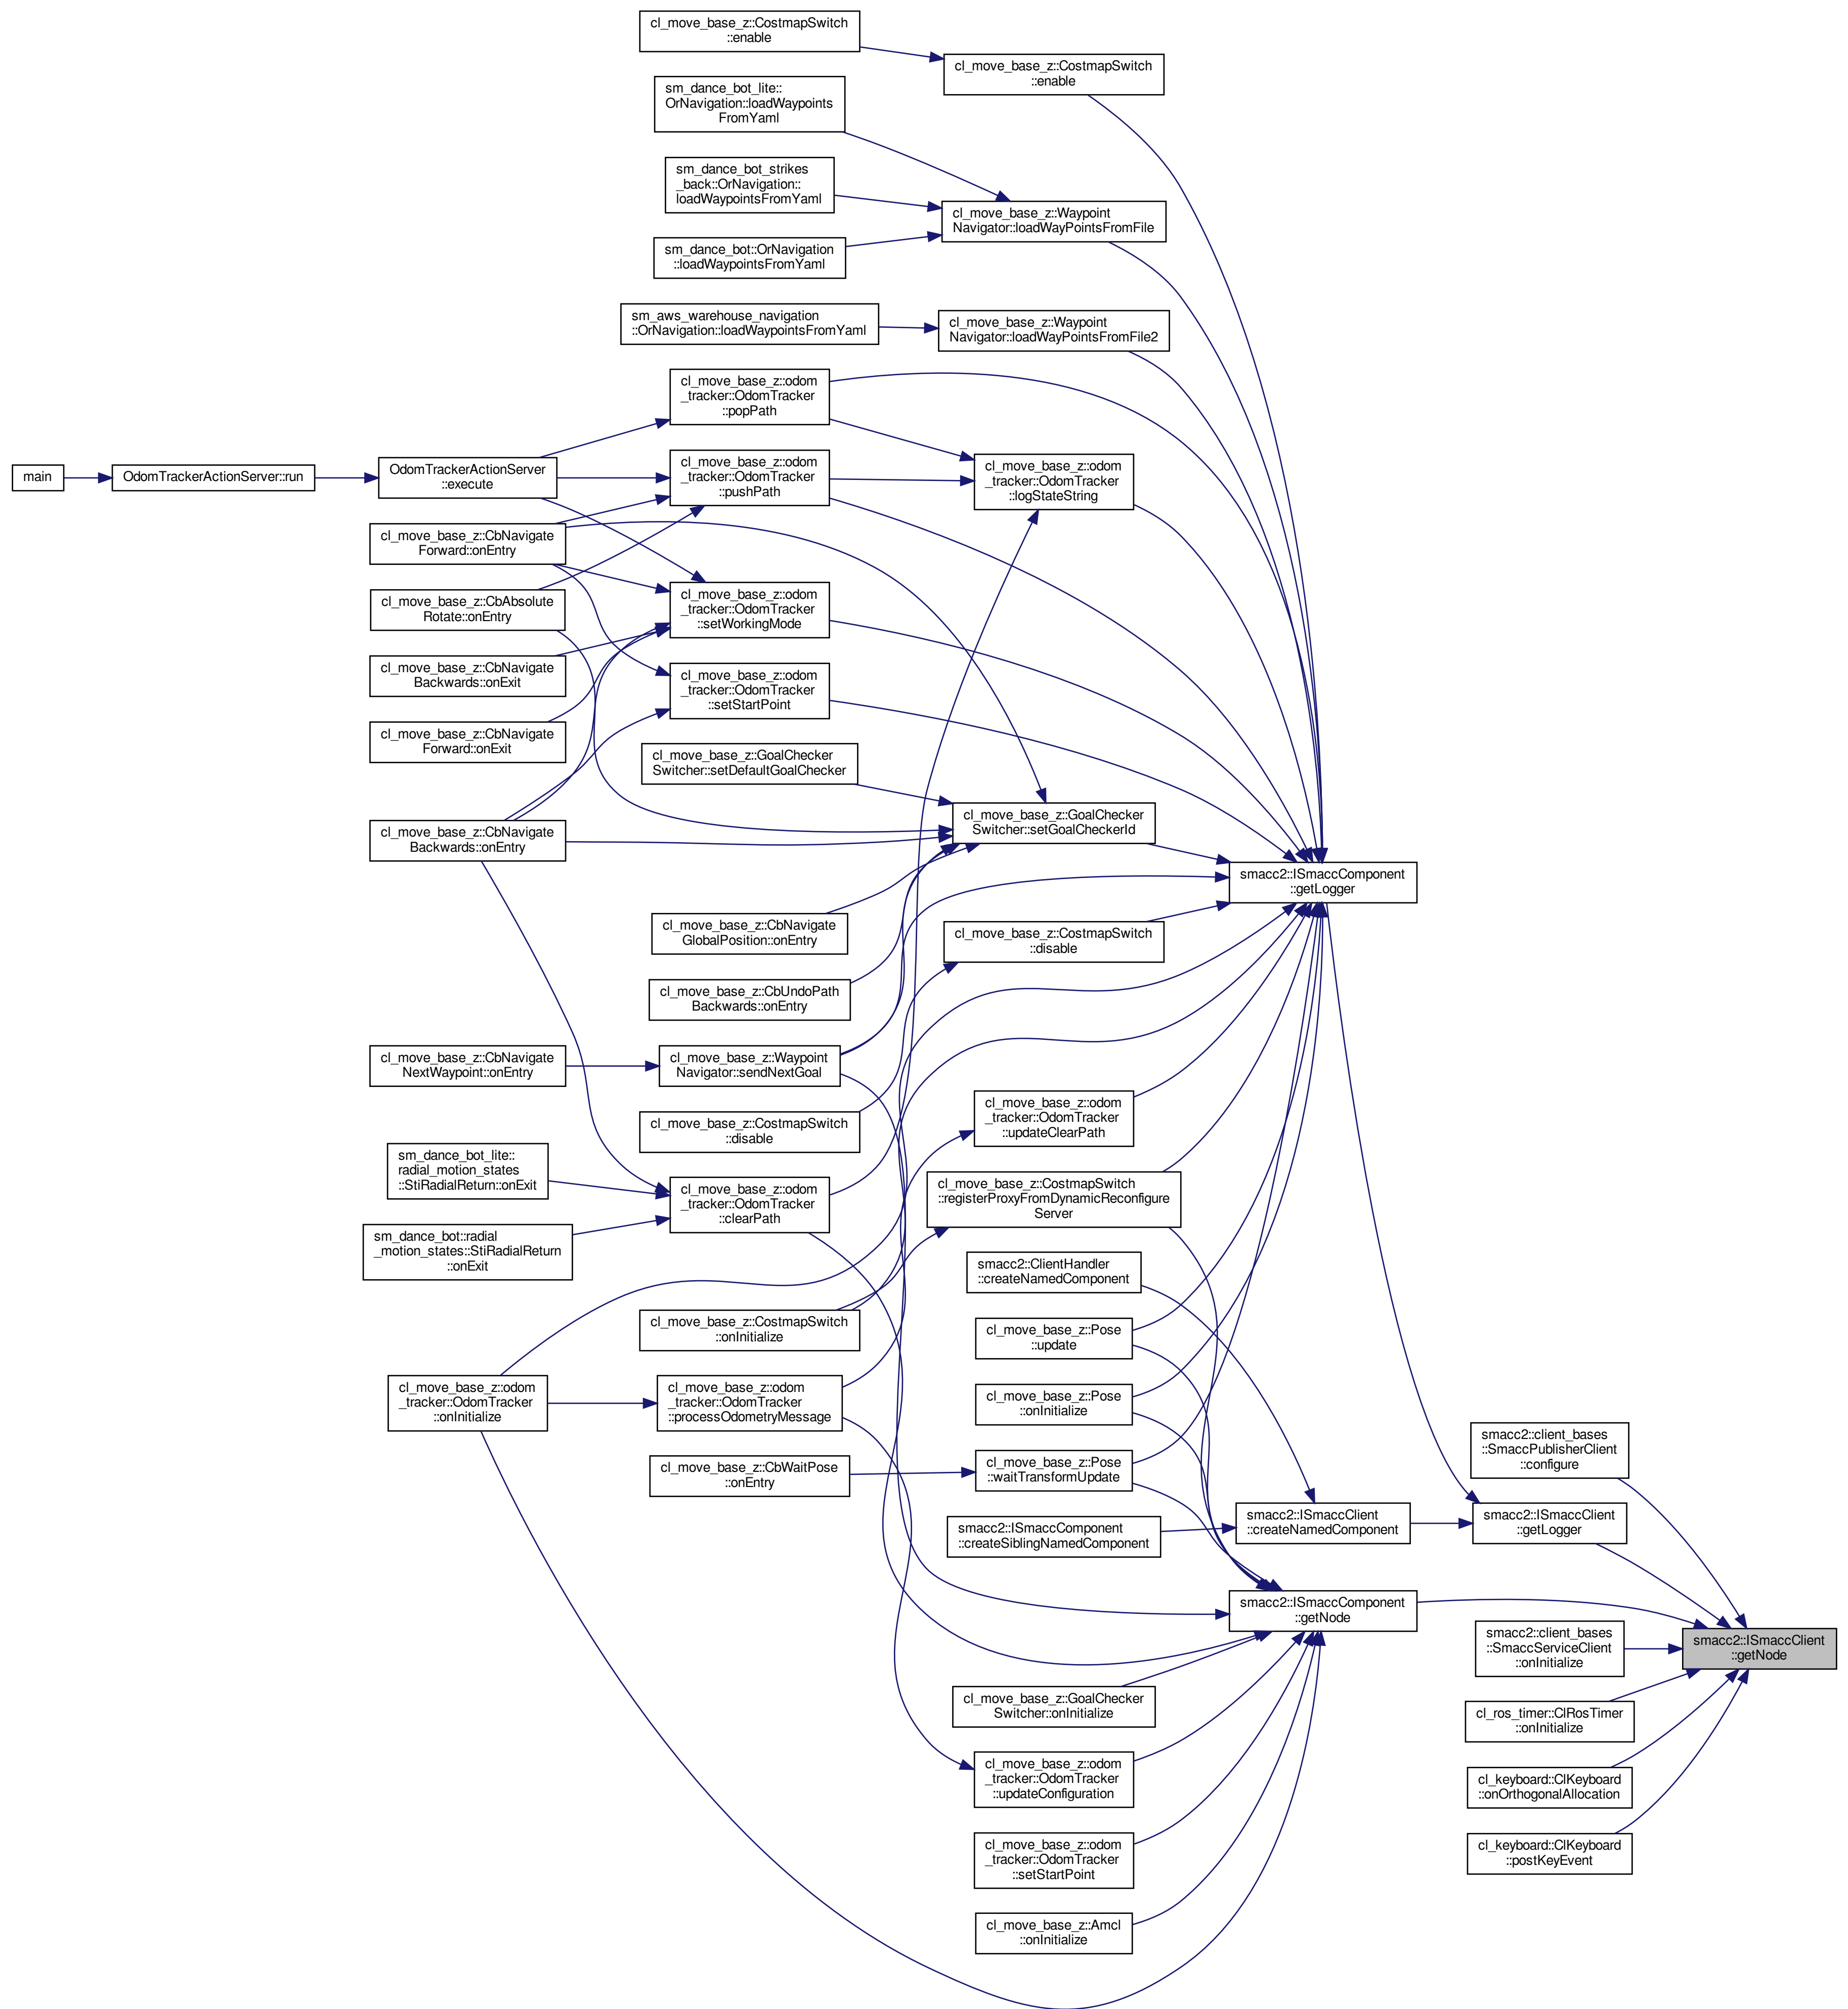 cl_move_base_z::CostmapSwitch
::enable
cl_move_base_z::CostmapSwitch
::enable
sm_dance_bot_lite::
OrNavigation::loadWaypoints
FromYaml
sm_dance_bot_strikes
_back::OrNavigation::
loadWaypointsFromYaml
cl_move_base_z::Waypoint
Navigator::loadWayPointsFromFile
sm_dance_bot::OrNavigation
::loadWaypointsFromYaml
sm_aws_warehouse_navigation
::OrNavigation::loadWaypointsFromYaml
cl_move_base_z::Waypoint
Navigator::loadWayPointsFromFile2
cl_move_base_z::odom
_tracker::OdomTracker
::popPath
main
OdomTrackerActionServer::run
OdomTrackerActionServer
::execute
cl_move_base_z::odom
_tracker::OdomTracker
::pushPath
cl_move_base_z::odom
_tracker::OdomTracker
::logStateString
cl_move_base_z::CbNavigate
Forward::onEntry
cl_move_base_z::CbAbsolute
Rotate::onEntry
cl_move_base_z::odom
_tracker::OdomTracker
::setWorkingMode
cl_move_base_z::CbNavigate
Backwards::onExit
cl_move_base_z::odom
_tracker::OdomTracker
::setStartPoint
cl_move_base_z::CbNavigate
Forward::onExit
cl_move_base_z::GoalChecker
Switcher::setDefaultGoalChecker
cl_move_base_z::GoalChecker
Switcher::setGoalCheckerId
cl_move_base_z::CbNavigate
Backwards::onEntry
smacc2::ISmaccComponent
::getLogger
cl_move_base_z::CbNavigate
GlobalPosition::onEntry
cl_move_base_z::CostmapSwitch
::disable
cl_move_base_z::CbUndoPath
Backwards::onEntry
cl_move_base_z::CbNavigate
NextWaypoint::onEntry
cl_move_base_z::Waypoint
Navigator::sendNextGoal
cl_move_base_z::CostmapSwitch
::disable
cl_move_base_z::odom
_tracker::OdomTracker
::updateClearPath
sm_dance_bot_lite::
radial_motion_states
::StiRadialReturn::onExit
cl_move_base_z::odom
_tracker::OdomTracker
::clearPath
cl_move_base_z::CostmapSwitch
::registerProxyFromDynamicReconfigure
Server
sm_dance_bot::radial
_motion_states::StiRadialReturn
::onExit
smacc2::ClientHandler
::createNamedComponent
cl_move_base_z::CostmapSwitch
::onInitialize
cl_move_base_z::Pose
::update
cl_move_base_z::odom
_tracker::OdomTracker
::onInitialize
cl_move_base_z::odom
_tracker::OdomTracker
::processOdometryMessage
cl_move_base_z::Pose
::onInitialize
cl_move_base_z::CbWaitPose
::onEntry
cl_move_base_z::Pose
::waitTransformUpdate
smacc2::client_bases
::SmaccPublisherClient
::configure
smacc2::ISmaccComponent
::createSiblingNamedComponent
smacc2::ISmaccClient
::createNamedComponent
smacc2::ISmaccClient
::getLogger
smacc2::ISmaccComponent
::getNode
smacc2::client_bases
::SmaccServiceClient
::onInitialize
smacc2::ISmaccClient
::getNode
cl_move_base_z::GoalChecker
Switcher::onInitialize
cl_ros_timer::ClRosTimer
::onInitialize
cl_move_base_z::odom
_tracker::OdomTracker
::updateConfiguration
cl_keyboard::ClKeyboard
::onOrthogonalAllocation
cl_move_base_z::odom
_tracker::OdomTracker
::setStartPoint
cl_keyboard::ClKeyboard
::postKeyEvent
cl_move_base_z::Amcl
::onInitialize